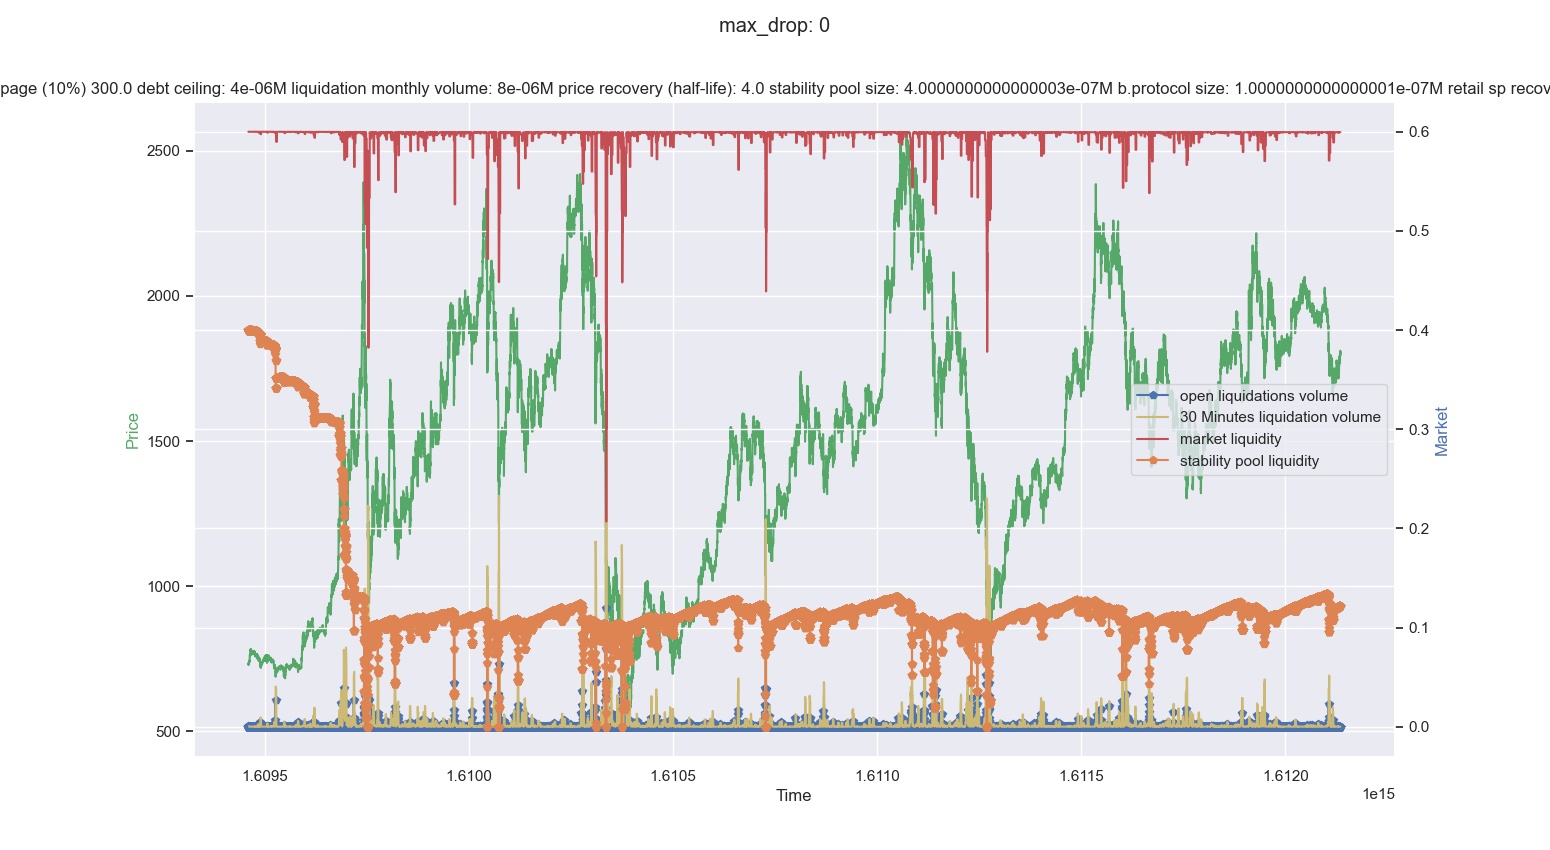 max_drop: 0
page (10%) 300.0 debt ceiling: 4e-06M liquidation monthly volume: 8e-06M price recovery (half-life): 4.0 stability pool size: 4.0000000000000003e-07M b.protocol size: 1.0000000000000001e-07M retail sp recov
2500
2000
1500
1000
500
Price
0.6
0.5
0.4
0.3
0.2
0.1
0.0
Market
open liquidations volume
30 Minutes liquidation volume
market liquidity
stability pool liquidity
1.6095 1.6100 1.6105 1.6110 1.6115 1.6120
Time
1e15